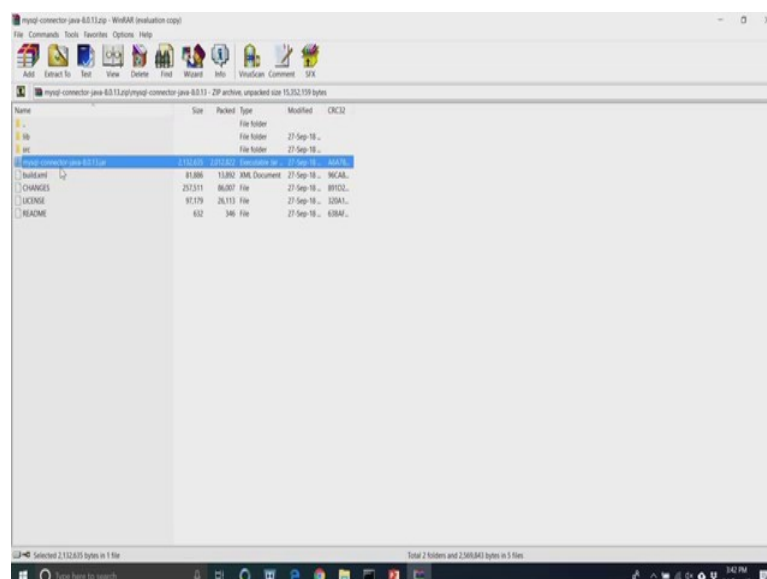 mysql-connector-java-8.0.13.zip - WinRAR (evaluation copy)
File Commands Tools Favorites Options Help
Add Extract To Test View Delete Find Wizard Info VirusScan Comment SFX
mysql-connector-java-8.0.13.zip\mysql-connector-java-8.0.13 - ZIP archive, unpacked size 15,352,159 bytes
Name Size Packed Type Modified CRC32
.. File folder
lib File folder 27-Sep-18 ...
src File folder 27-Sep-18 ...
mysql-connector-java-8.0.13.jar 2,132,635 2,012,822 Executable Jar ... 27-Sep-18 ...
build.xml 81,886 13,892 XML Document 27-Sep-18 ... 96CA8...
CHANGES 257,511 86,007 File 27-Sep-18 ... 891D2...
LICENSE 97,179 26,113 File 27-Sep-18 ... 320A1...
README 632 346 File 27-Sep-18 ... 63BAF...
Selected 2,132,635 bytes in 1 file Total 2 folders and 2,569,843 bytes in 5 files
Type here to search 3:42 PM